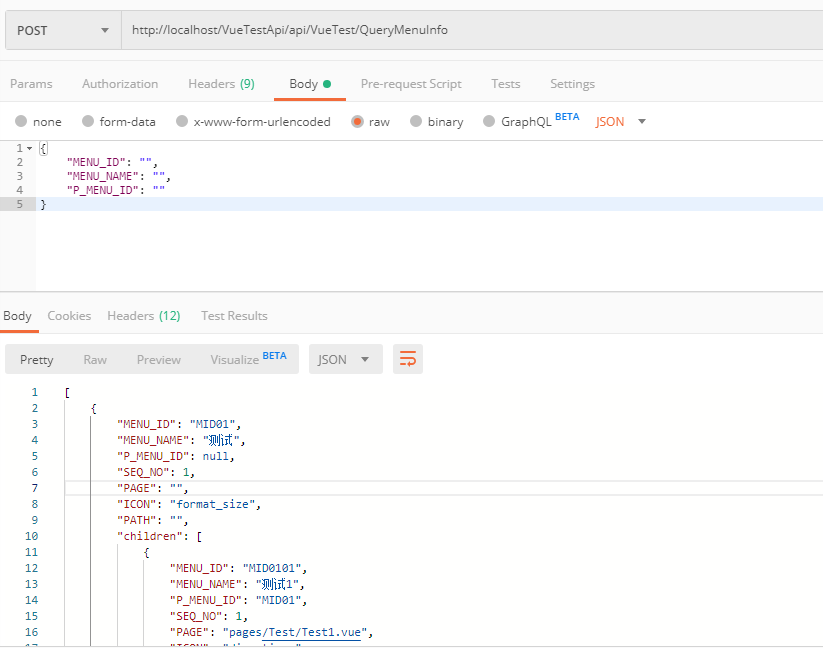 POST http://localhost/VueTestApi/api/VueTest/QueryMenuInfo
Params Authorization Headers (9) Body Pre-request Script Tests Settings
none form-data x-www-form-urlencoded raw binary GraphQL BETA JSON
1 {
2 "MENU_ID": "",
3 "MENU_NAME": "",
4 "P_MENU_ID": ""
5 }
Body Cookies Headers (12) Test Results
Pretty Raw Preview Visualize BETA JSON
1 [
2 {
3 "MENU_ID": "MID01",
4 "MENU_NAME": "测试",
5 "P_MENU_ID": null,
6 "SEQ_NO": 1,
7 "PAGE": "",
8 "ICON": "format_size",
9 "PATH": "",
10 "children": [
11 {
12 "MENU_ID": "MID0101",
13 "MENU_NAME": "测试1",
14 "P_MENU_ID": "MID01",
15 "SEQ_NO": 1,
16 "PAGE": "pages/Test/Test1.vue",